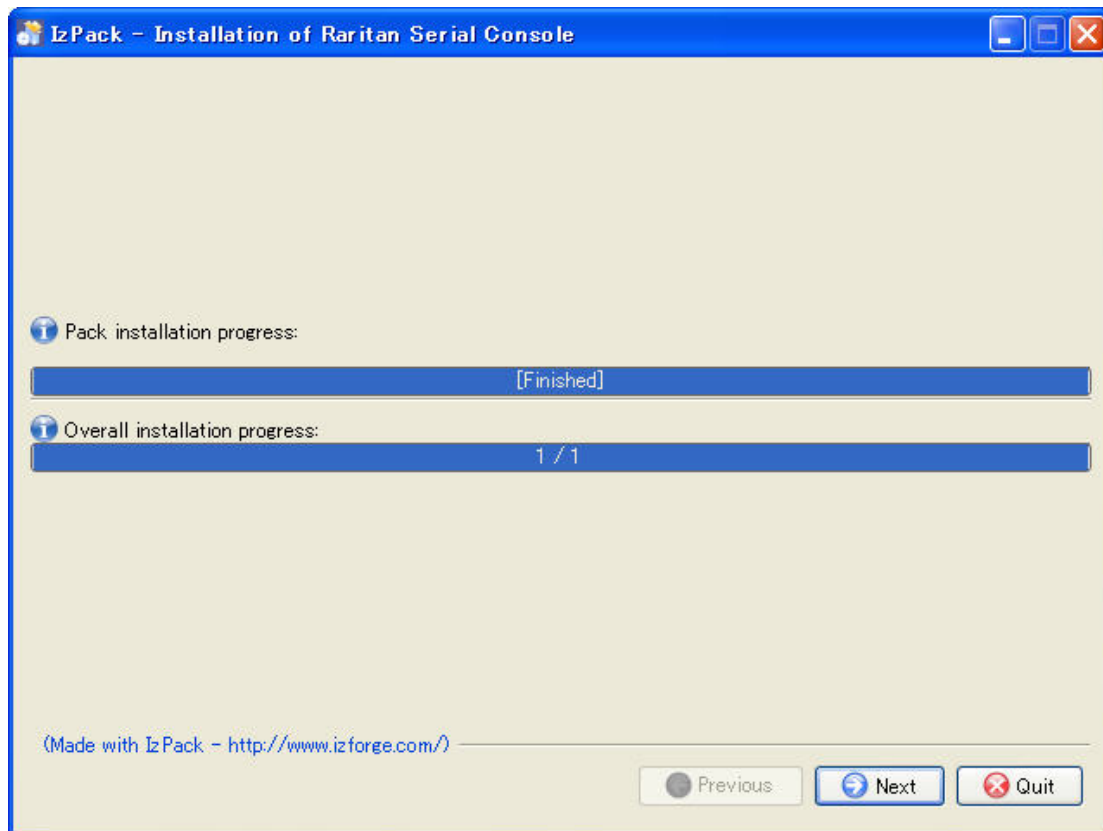 IzPack - Installation of Raritan Serial Console
Pack installation progress:
[Finished]
Overall installation progress:
1 / 1
(Made with IzPack - http://www.izforge.com/)
Previous
Next
Quit